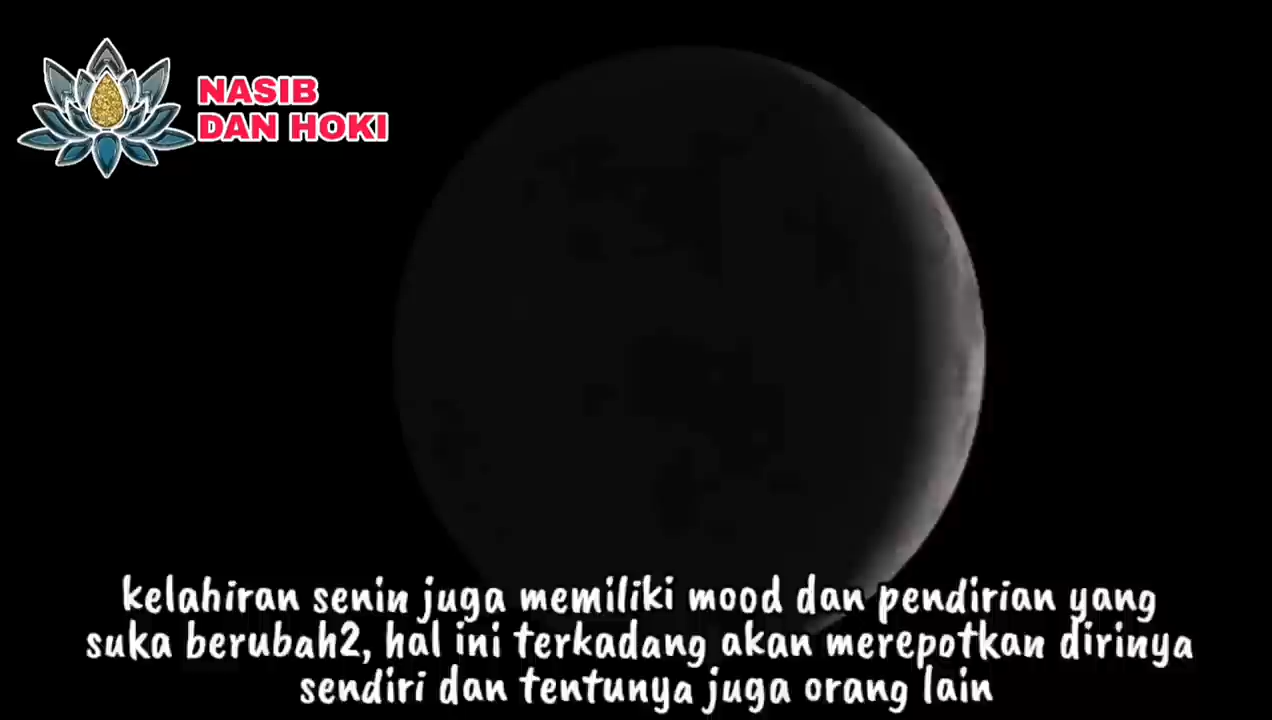 NASIB
DAN HOKI
kelahiran senin juga memiliki mood dan pendirian yang
suka berubah2, hal ini terkadang akan merepotkan dirinya
sendiri dan tentunya juga orang lain